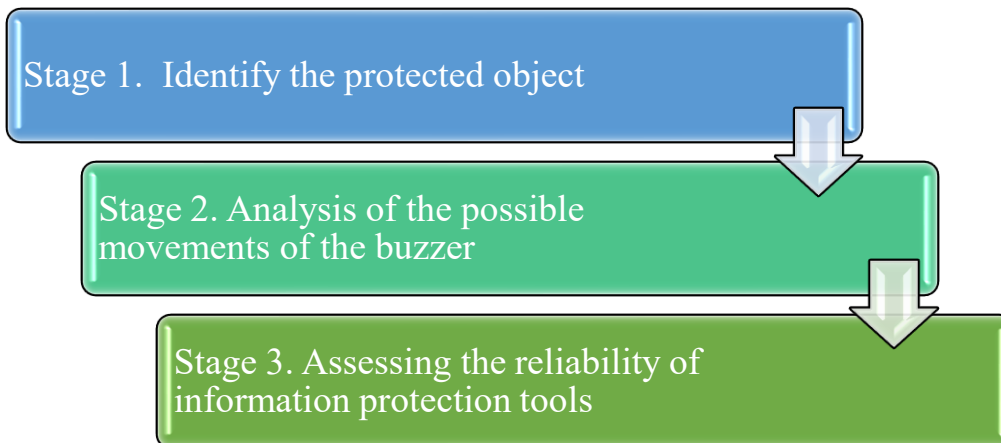 Stage 1.  Identify the protected object
Stage 2. Analysis of the possible
movements of the buzzer
Stage 3. Assessing the reliability of
information protection tools